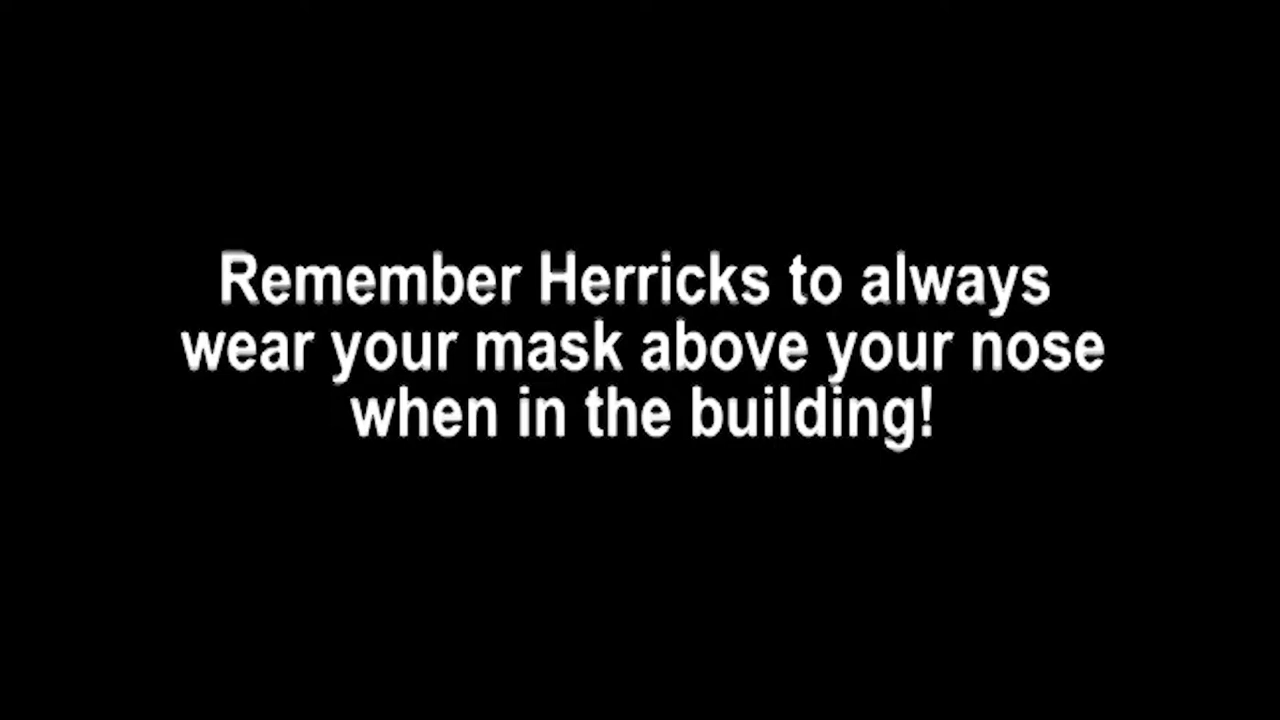 Remember Herricks to always
wear your mask above your nose
when in the building!